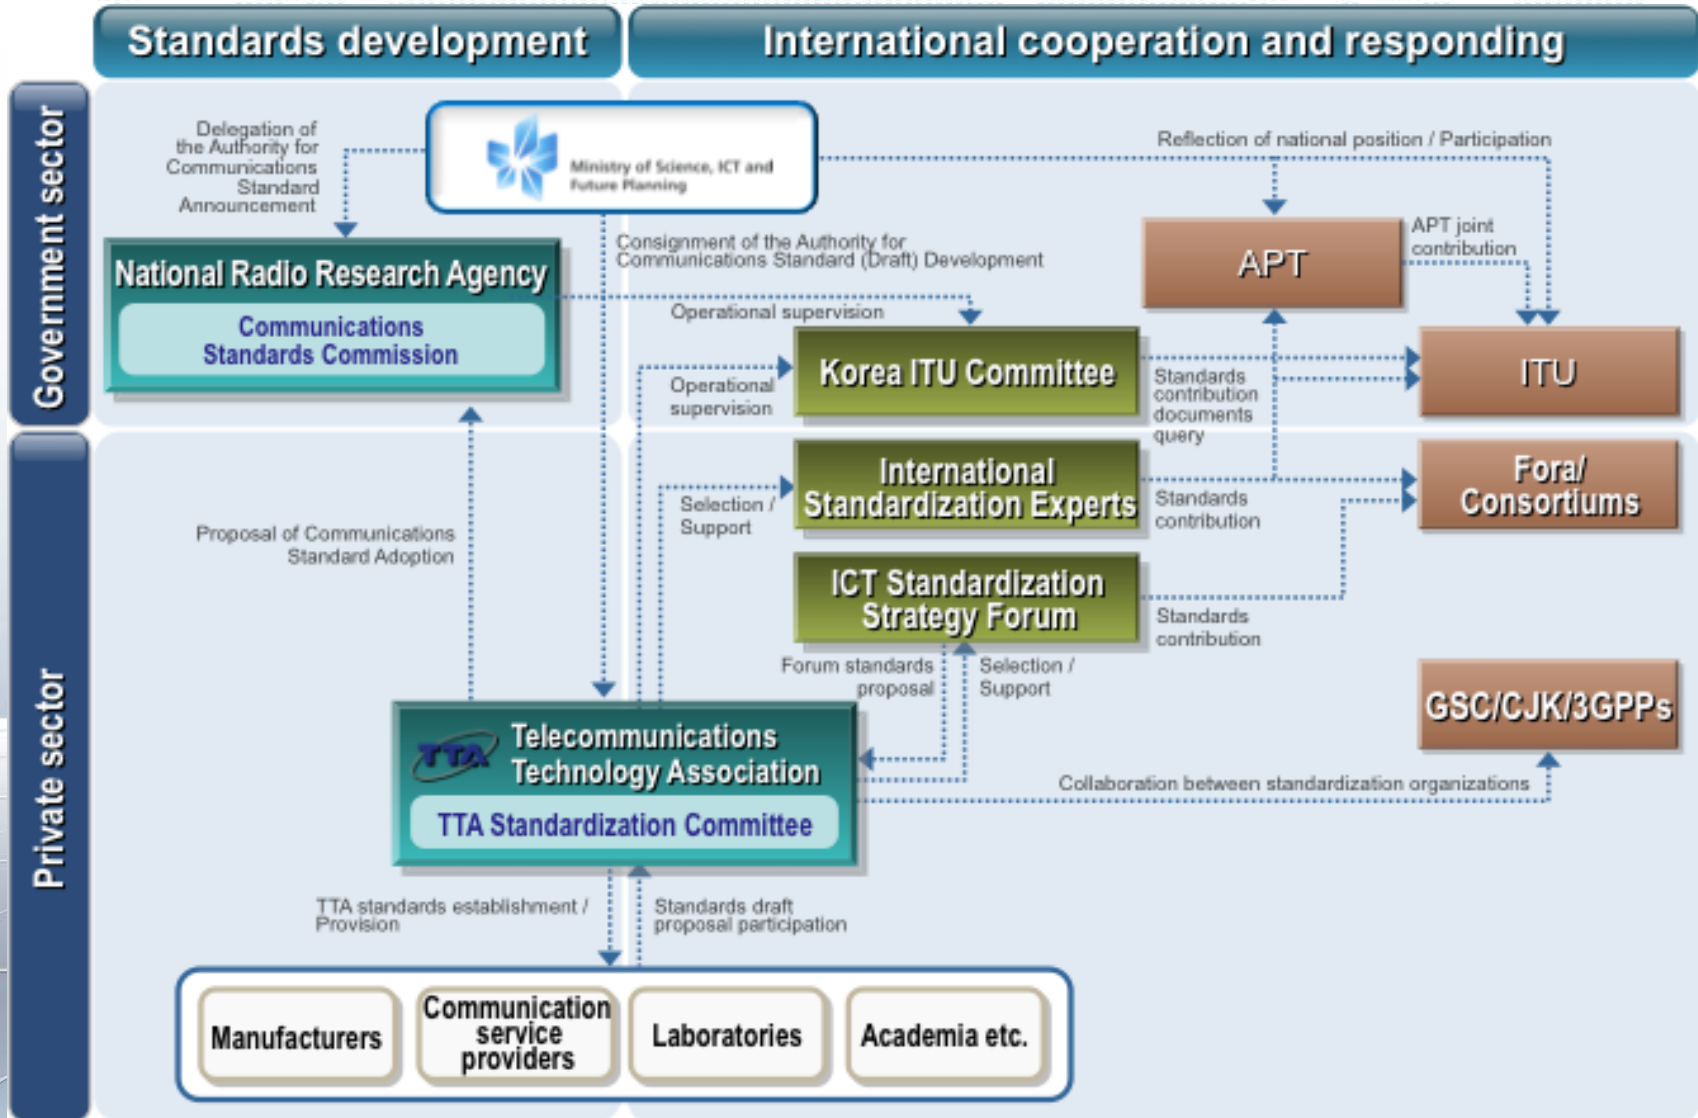 Standards development
International cooperation and responding
Government sector
Delegation of
the Authority for
Communications
Standard
Announcement
Ministry of Science, ICT and
Future Planning
Reflection of national position / Participation
National Radio Research Agency
Communications
Standards Commission
Consignment of the Authority for
Communications Standard (Draft) Development
APT
APT joint
contribution
Operational supervision
Operational
supervision
Korea ITU Committee
Standards
contribution
documents
query
ITU
Private sector
Proposal of Communications
Standard Adoption
Selection /
Support
International
Standardization Experts
Standards
contribution
Fora/
Consortiums
ICT Standardization
Strategy Forum
Standards
contribution
Forum standards
proposal
Selection /
Support
GSC/CJK/3GPPs
TTA
Telecommunications
Technology Association
TTA Standardization Committee
Collaboration between standardization organizations
TTA standards establishment /
Provision
Standards draft
proposal participation
Manufacturers
Communication
service
providers
Laboratories
Academia etc.